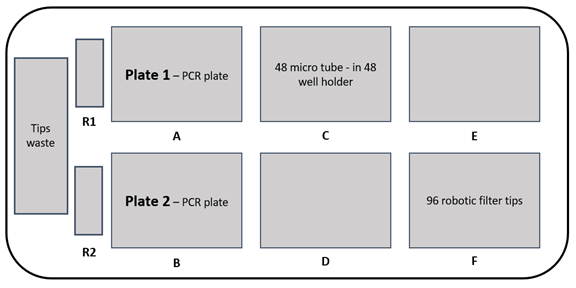 Tips
waste
R1
Plate 1 – PCR plate
A
48 micro tube - in 48
well holder
C
E
R2
Plate 2 – PCR plate
B
D
96 robotic filter tips
F